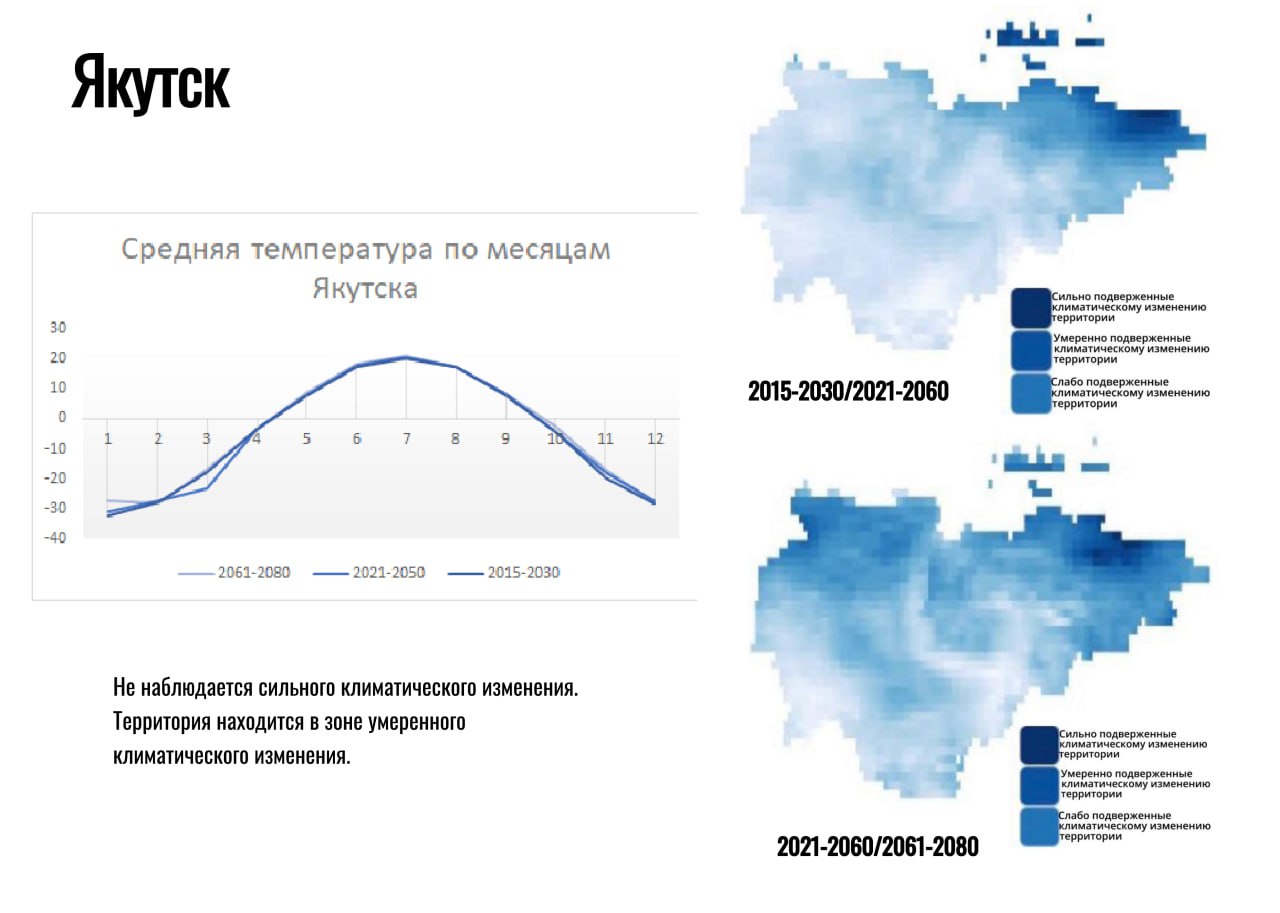 Якутск
Средняя температура по месяцам
Якутска
30
20
10
0
-10
-20
-30
-40
1 2 3 4 5 6 7 8 9 10 11 12
2061-2080 2021-2050 2015-2030
Не наблюдается сильного климатического изменения.
Территория находится в зоне умеренного
климатического изменения.
Сильно подверженные
климатическому изменению
территории
Умеренно подверженные
климатическому изменению
территории
Слабо подверженные
климатическому изменению
территории
2015-2030/2021-2060
Сильно подверженные
климатическому изменению
территории
Умеренно подверженные
климатическому изменению
территории
Слабо подверженные
климатическому изменению
территории
2021-2060/2061-2080